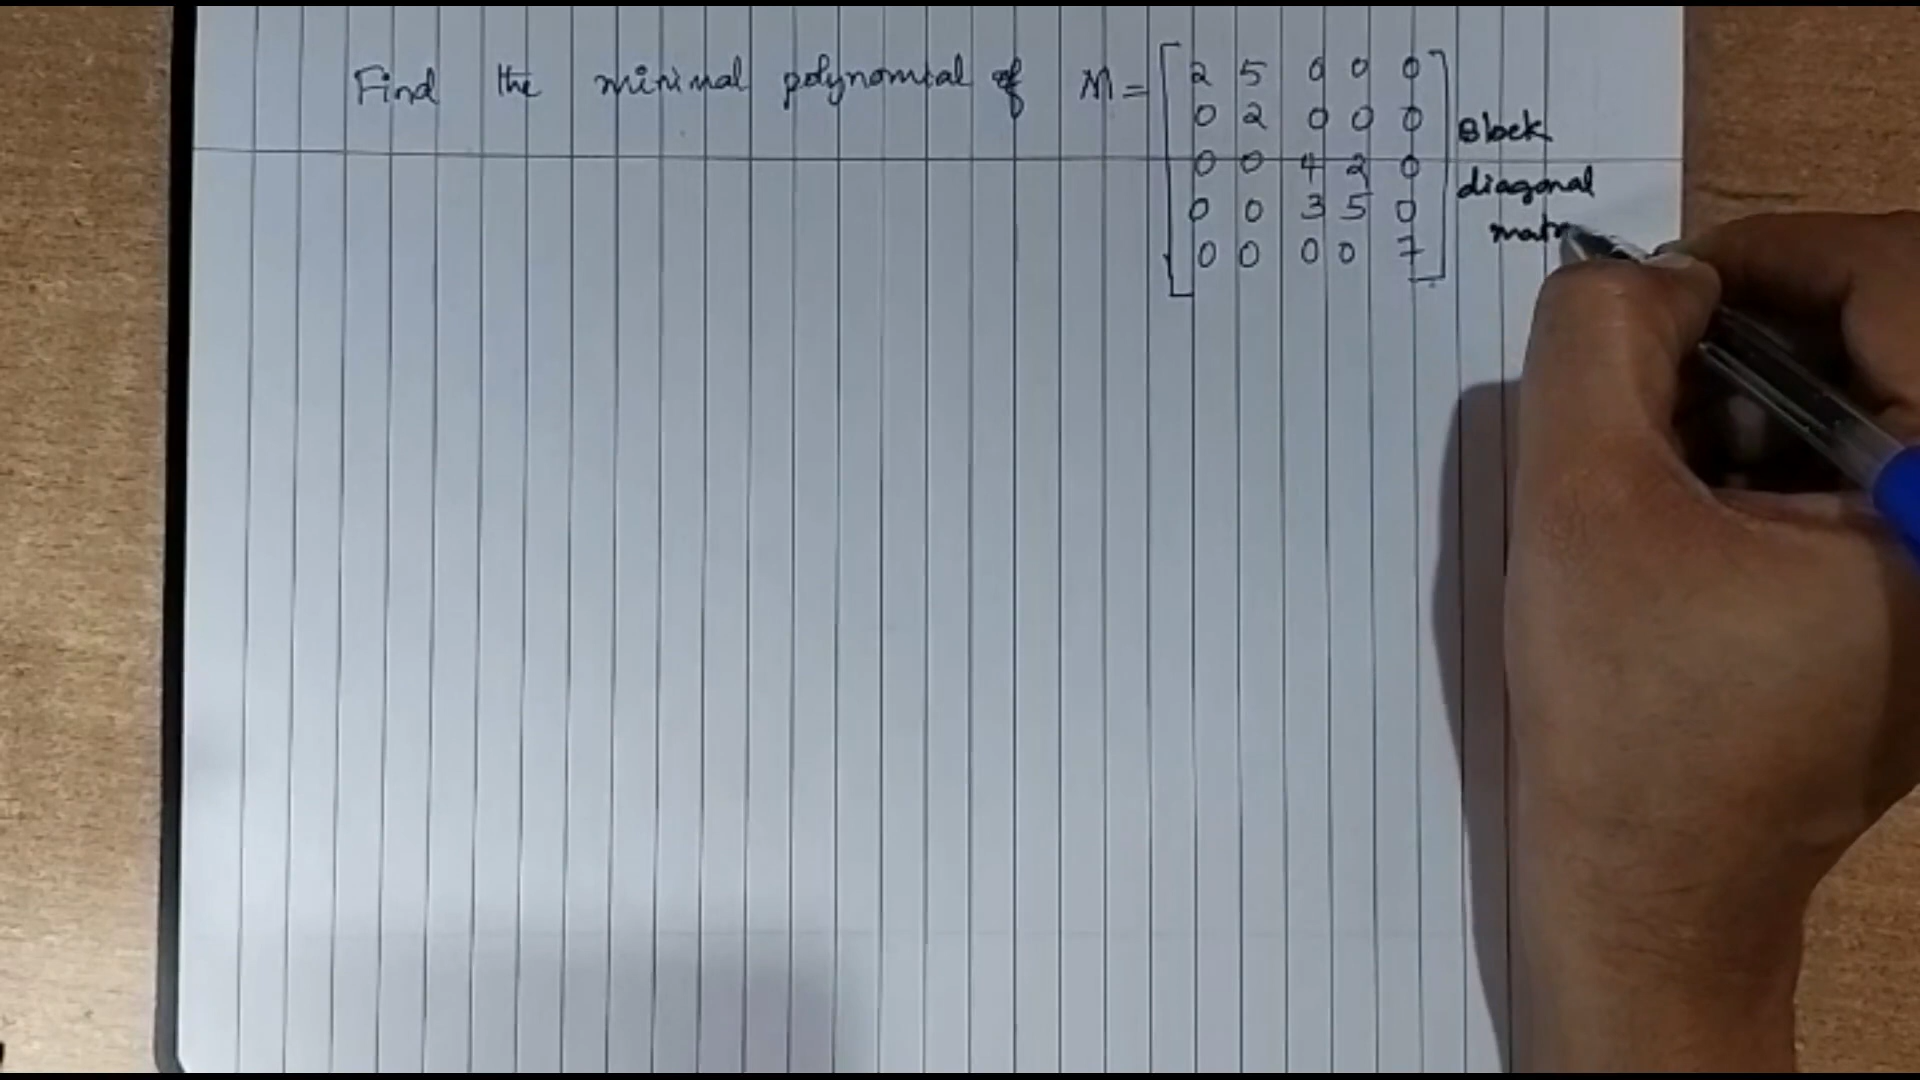 Find the minimal polynomial of M = [2 5 0 0 0
0 2 0 0 0
0 0 4 2 0
0 0 3 5 0
0 0 0 0 7]
Block
diagonal
matr